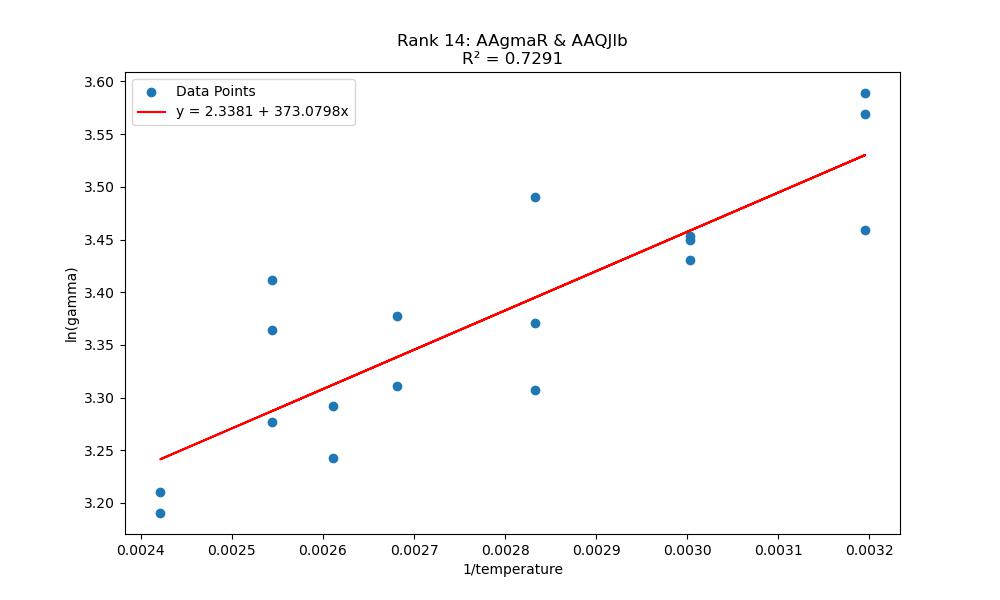 Rank 14: AAgmaR & AAQJlb
R² = 0.7291
Data Points
y = 2.3381 + 373.0798x
3.60
3.55
3.50
3.45
3.40
3.35
3.30
3.25
3.20
ln(gamma)
0.0024 0.0025 0.0026 0.0027 0.0028 0.0029 0.0030 0.0031 0.0032
1/temperature